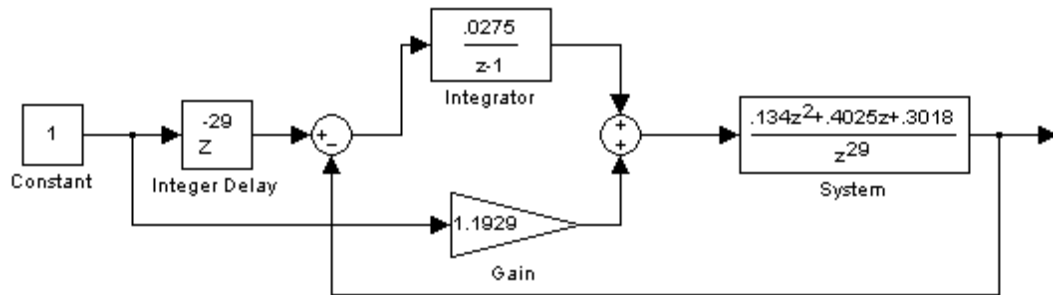 .0275
z-1
Integrator
1
Constant
-29
Z
Integer Delay
+
−
+
+
.134z²+.4025z+.3018
z²⁹
System
1.1929
Gain